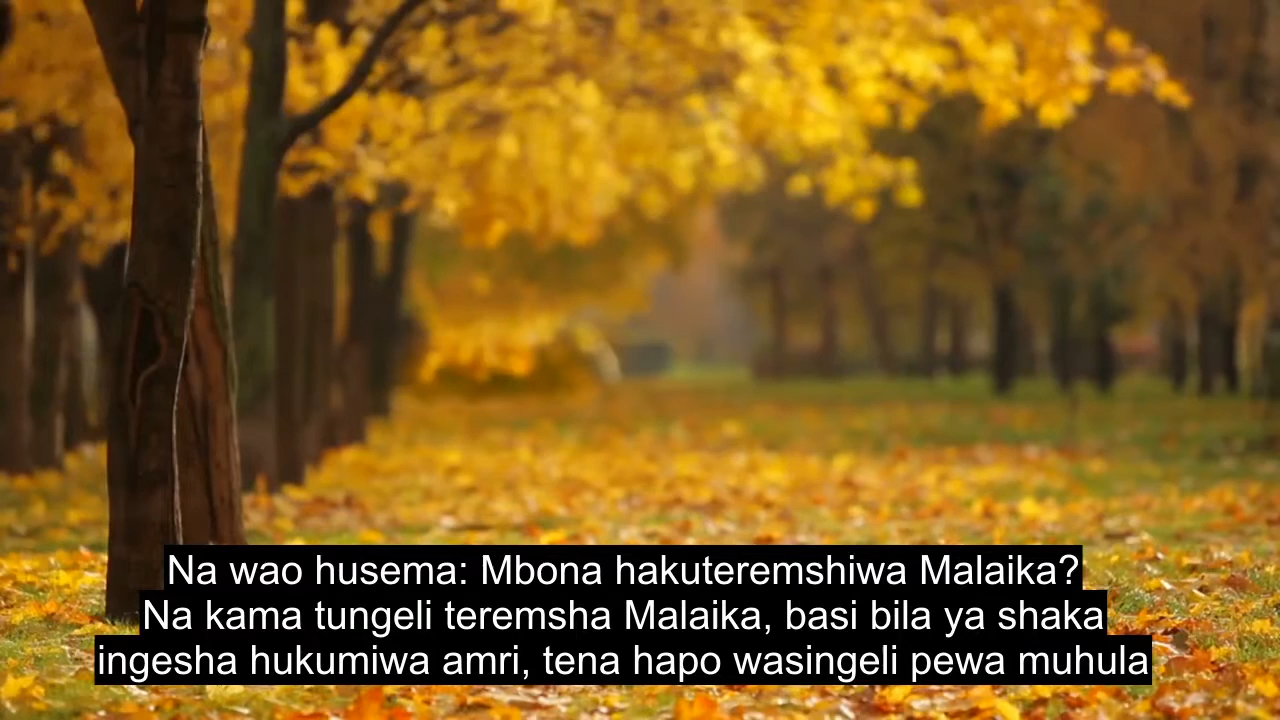 Na wao husema: Mbona hakuteremshiwa Malaika?
Na kama tungeli teremsha Malaika, basi bila ya shaka
ingesha hukumiwa amri, tena hapo wasingeli pewa muhula